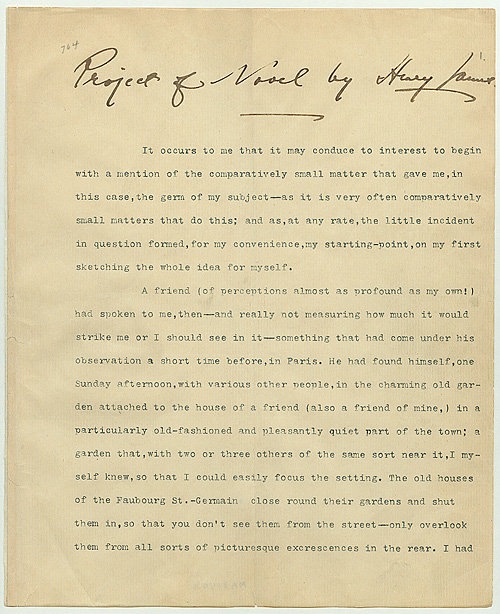 764
1.
Project of Novel by Henry James.
It occurs to me that it may conduce to interest to begin
with a mention of the comparatively small matter that gave me,in
this case,the germ of my subject—as it is very often comparatively
small matters that do this; and as,at any rate,the little incident
in question formed,for my convenience,my starting-point,on my first
sketching the whole idea for myself.
A friend (of perceptions almost as profound as my own!)
had spoken to me,then—and really not measuring how much it would
strike me or I should see in it—something that had come under his
observation a short time before,in Paris. He had found himself,one
Sunday afternoon,with various other people,in the charming old gar-
den attached to the house of a friend (also a friend of mine,) in a
particularly old-fashioned and pleasantly quiet part of the town; a
garden that,with two or three others of the same sort near it,I my-
self knew,so that I could easily focus the setting. The old houses
of the Faubourg St.-Germain close round their gardens and shut
them in,so that you don't see them from the street—only overlook
them from all sorts of picturesque excrescences in the rear. I had